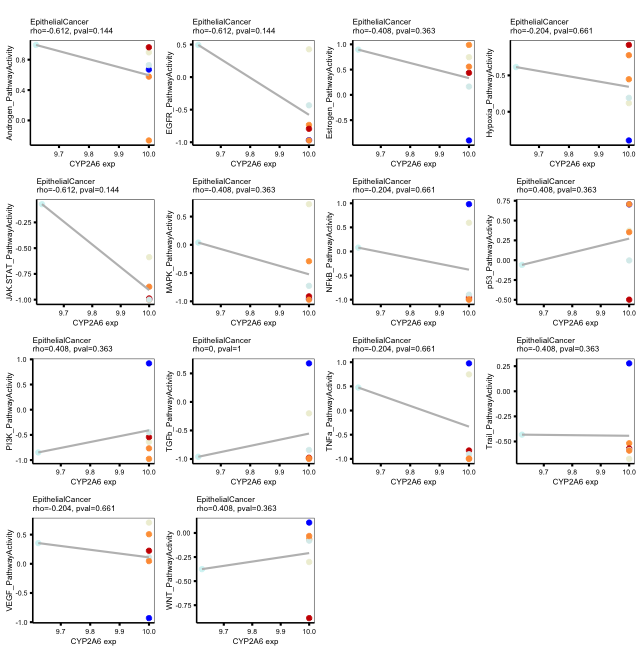 EpithelialCancer
rho=-0.612, pval=0.144
Androgen_PathwayActivity
0.8
0.4
0.0
9.7
9.8
9.9
10.0
CYP2A6 exp
EpithelialCancer
rho=-0.612, pval=0.144
EGFR_PathwayActivity
0.5
0.0
-0.5
-1.0
9.7
9.8
9.9
10.0
CYP2A6 exp
EpithelialCancer
rho=-0.408, pval=0.363
Estrogen_PathwayActivity
1.0
0.5
0.0
-0.5
9.7
9.8
9.9
10.0
CYP2A6 exp
EpithelialCancer
rho=-0.204, pval=0.661
Hypoxia_PathwayActivity
0.5
0.0
9.7
9.8
9.9
10.0
CYP2A6 exp
EpithelialCancer
rho=-0.612, pval=0.144
JAK.STAT_PathwayActivity
-0.25
-0.50
-0.75
-1.00
9.7
9.8
9.9
10.0
CYP2A6 exp
EpithelialCancer
rho=-0.408, pval=0.363
MAPK_PathwayActivity
0.5
0.0
-0.5
-1.0
9.7
9.8
9.9
10.0
CYP2A6 exp
EpithelialCancer
rho=-0.204, pval=0.661
NFkB_PathwayActivity
1.0
0.5
0.0
-0.5
-1.0
9.7
9.8
9.9
10.0
CYP2A6 exp
EpithelialCancer
rho=0.408, pval=0.363
p53_PathwayActivity
0.75
0.50
0.25
0.00
-0.25
-0.50
9.7
9.8
9.9
10.0
CYP2A6 exp
EpithelialCancer
rho=0.408, pval=0.363
PI3K_PathwayActivity
1.0
0.5
0.0
-0.5
-1.0
9.7
9.8
9.9
10.0
CYP2A6 exp
EpithelialCancer
rho=0, pval=1
TGFb_PathwayActivity
0.5
0.0
-0.5
-1.0
9.7
9.8
9.9
10.0
CYP2A6 exp
EpithelialCancer
rho=-0.204, pval=0.661
TNFa_PathwayActivity
1.0
0.5
0.0
-0.5
-1.0
9.7
9.8
9.9
10.0
CYP2A6 exp
EpithelialCancer
rho=-0.408, pval=0.363
Trail_PathwayActivity
0.25
0.00
-0.50
9.7
9.8
9.9
10.0
CYP2A6 exp
EpithelialCancer
rho=-0.204, pval=0.661
VEGF_PathwayActivity
0.5
0.0
-0.5
-1.0
9.7
9.8
9.9
10.0
CYP2A6 exp
EpithelialCancer
rho=0.408, pval=0.363
WNT_PathwayActivity
0.00
-0.25
-0.75
9.7
9.8
9.9
10.0
CYP2A6 exp